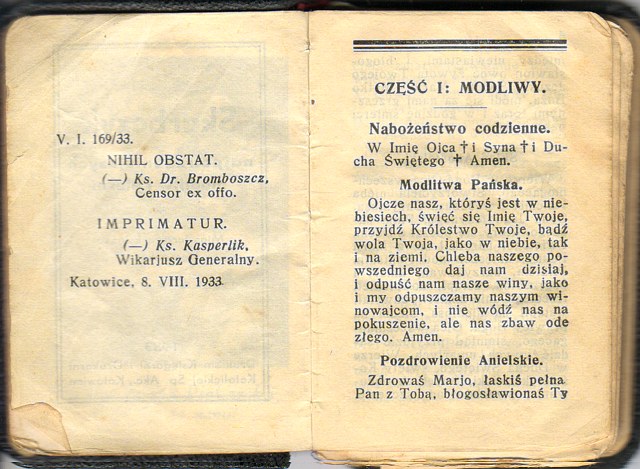 V. I. 169/33.
NIHIL OBSTAT.
(—) Ks. Dr. Bromboszcz,
Censor ex offo.
IMPRIMATUR.
(—) Ks. Kasperlik,
Wikarjusz Generalny.
Katowice, 8. VIII. 1933
CZĘŚĆ I: MODLIWY.
Nabożeństwo codzienne.
W Imię Ojca † i Syna † i Du-
cha Świętego † Amen.
Modlitwa Pańska.
Ojcze nasz, któryś jest w nie-
biesiech, święć się Imię Twoje,
przyjdź Królestwo Twoje, bądź
wola Twoja, jako w niebie, tak
i na ziemi. Chleba naszego po-
wszedniego daj nam dzisiaj,
i odpuść nam nasze winy, jako
i my odpuszczamy naszym wi-
nowajcom, i nie wódź nas na
pokuszenie, ale nas zbaw ode
złego. Amen.
Pozdrowienie Anielskie.
Zdrowaś Marjo, łaskiś pełna
Pan z Tobą, błogosławionaś Ty